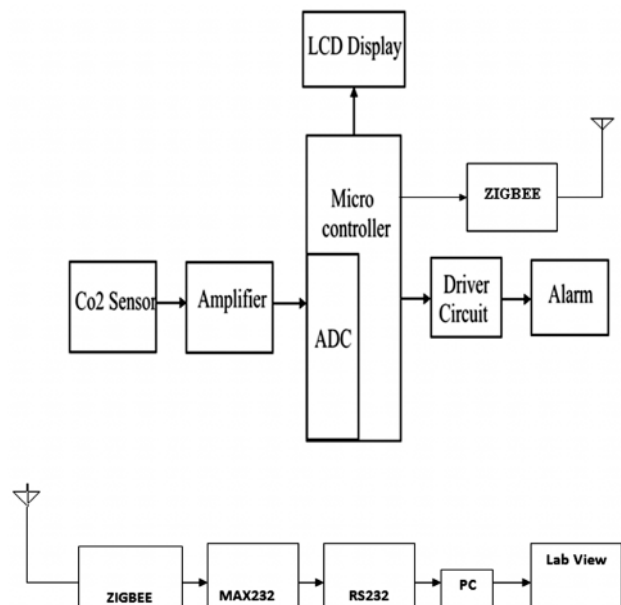 LCD Display
Micro
controller
ZIGBEE
Co2 Sensor
Amplifier
ADC
Driver
Circuit
Alarm
ZIGBEE
MAX232
RS232
PC
Lab View